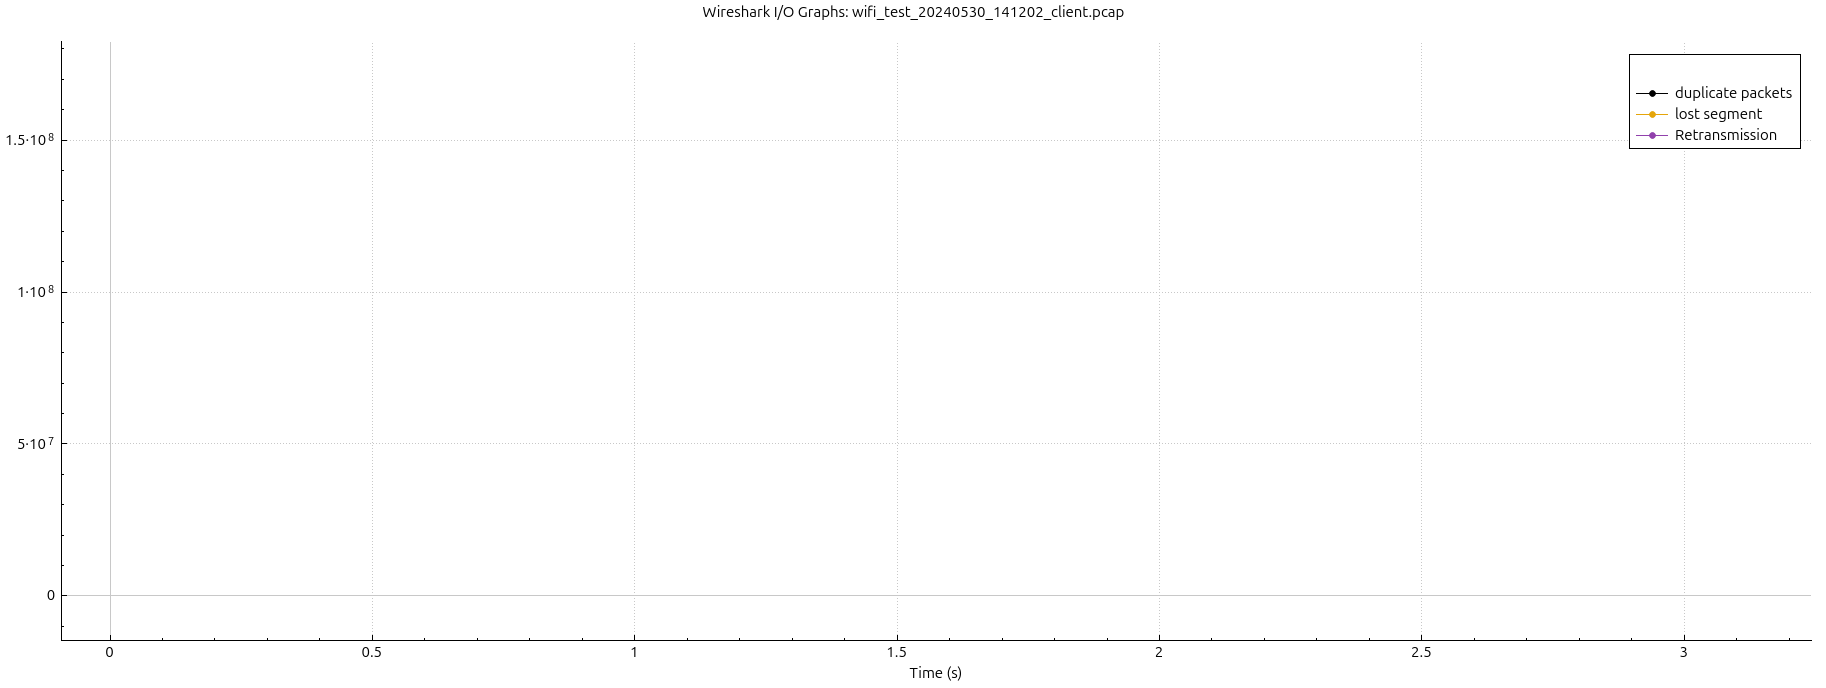 Wireshark I/O Graphs: wifi_test_20240530_141202_client.pcap
duplicate packets
lost segment
Retransmission
1.5·10⁸
1·10⁸
5·10⁷
0
0 0.5 1 1.5 2 2.5 3
Time (s)